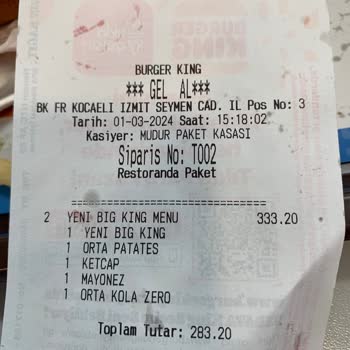 BURGER KING
*** GEL AL***
BK FR KOCAELI IZMIT SEYMEN CAD. IL Pos No: 3
Tarih: 01-03-2024 Saat: 15:18:02
Kasiyer: MUDUR PAKET KASASI
Siparis No: T002
Restoranda Paket
================================
2 YENI BIG KING MENU 333.20
1 YENI BIG KING
1 ORTA PATATES
1 KETCAP
1 MAYONEZ
1 ORTA KOLA ZERO
Toplam Tutar: 283.20